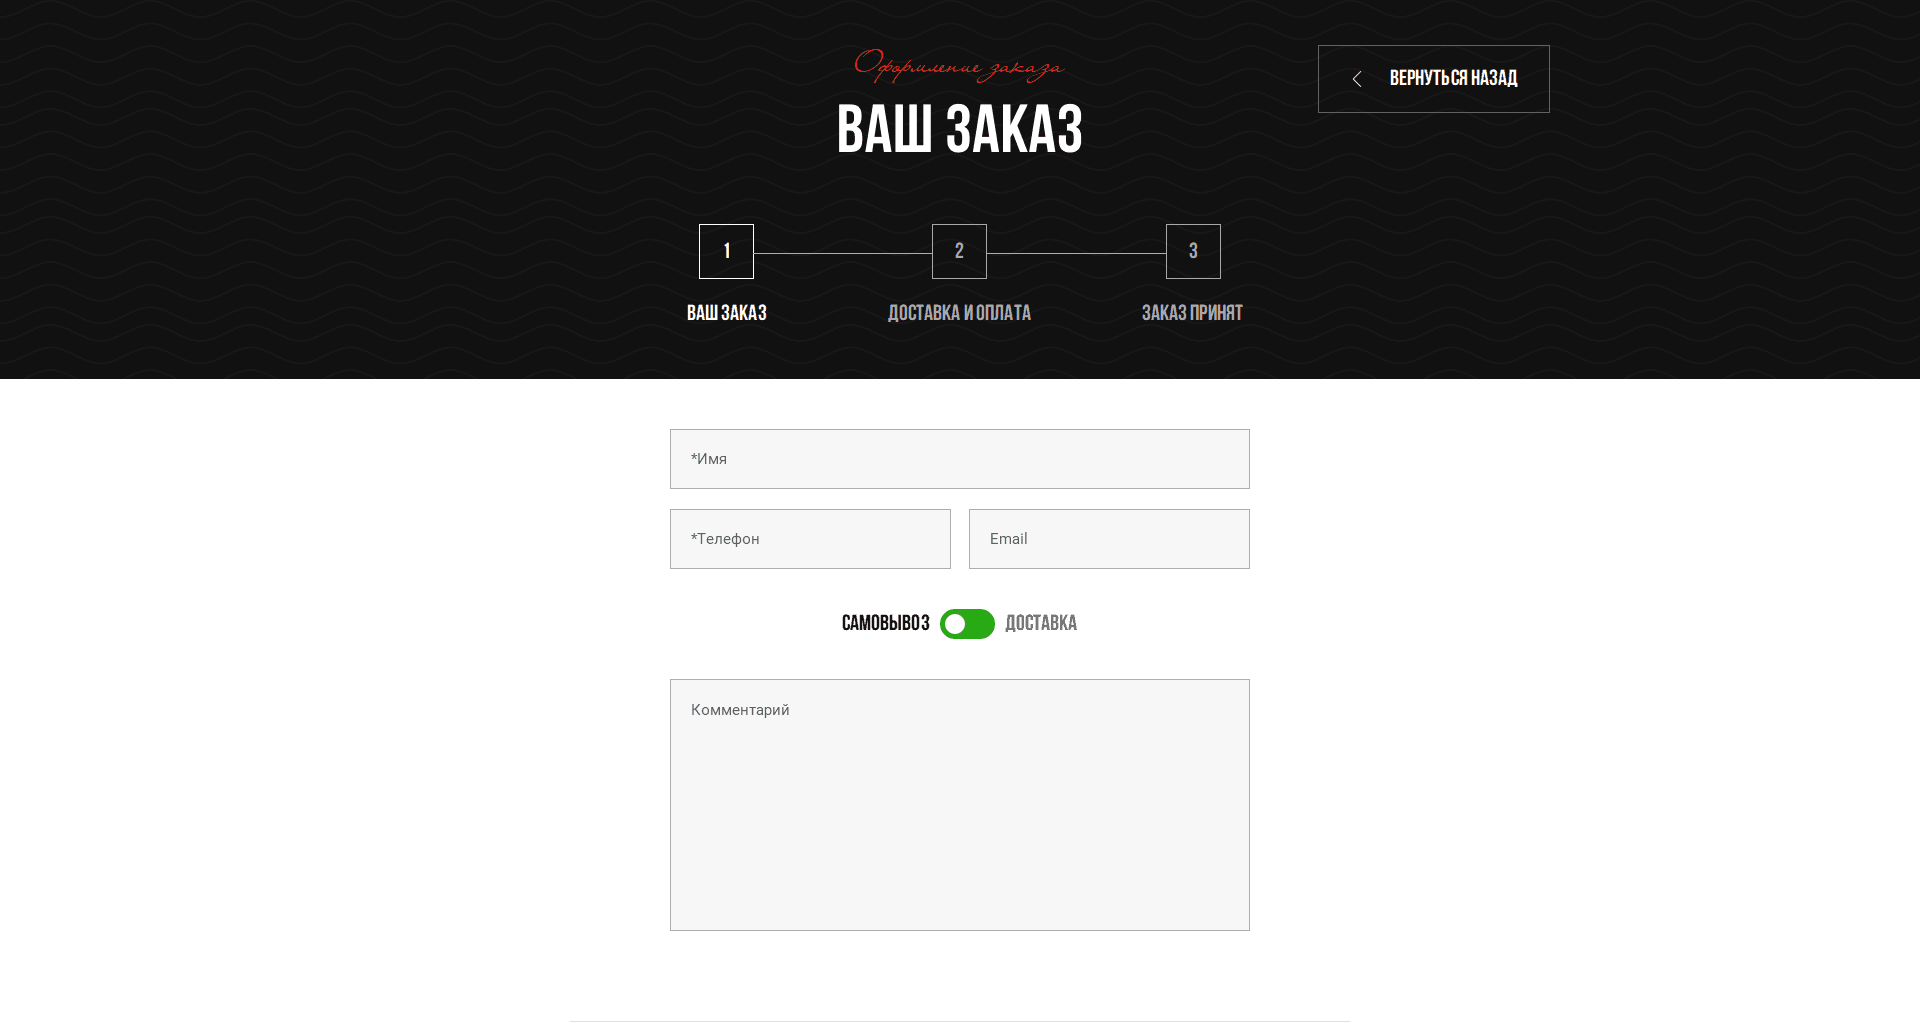 Оформление заказа
ВЕРНУТЬСЯ НАЗАД
ВАШ ЗАКАЗ
1
2
3
ВАШ ЗАКАЗ
ДОСТАВКА И ОПЛАТА
ЗАКАЗ ПРИНЯТ
*Имя
*Телефон
Email
САМОВЫВОЗ
ДОСТАВКА
Комментарий